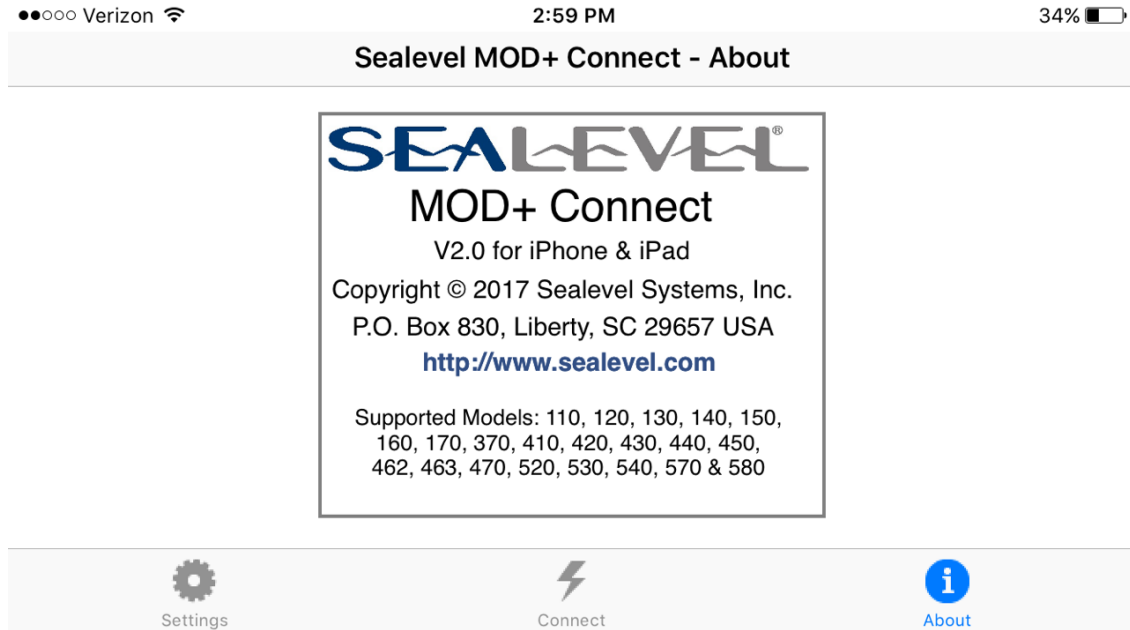 ●●○○○ Verizon 2:59 PM 34%
Sealevel MOD+ Connect - About
SEALEVEL®
MOD+ Connect
V2.0 for iPhone & iPad
Copyright © 2017 Sealevel Systems, Inc.
P.O. Box 830, Liberty, SC 29657 USA
http://www.sealevel.com
Supported Models: 110, 120, 130, 140, 150,
160, 170, 370, 410, 420, 430, 440, 450,
462, 463, 470, 520, 530, 540, 570 & 580
Settings Connect About